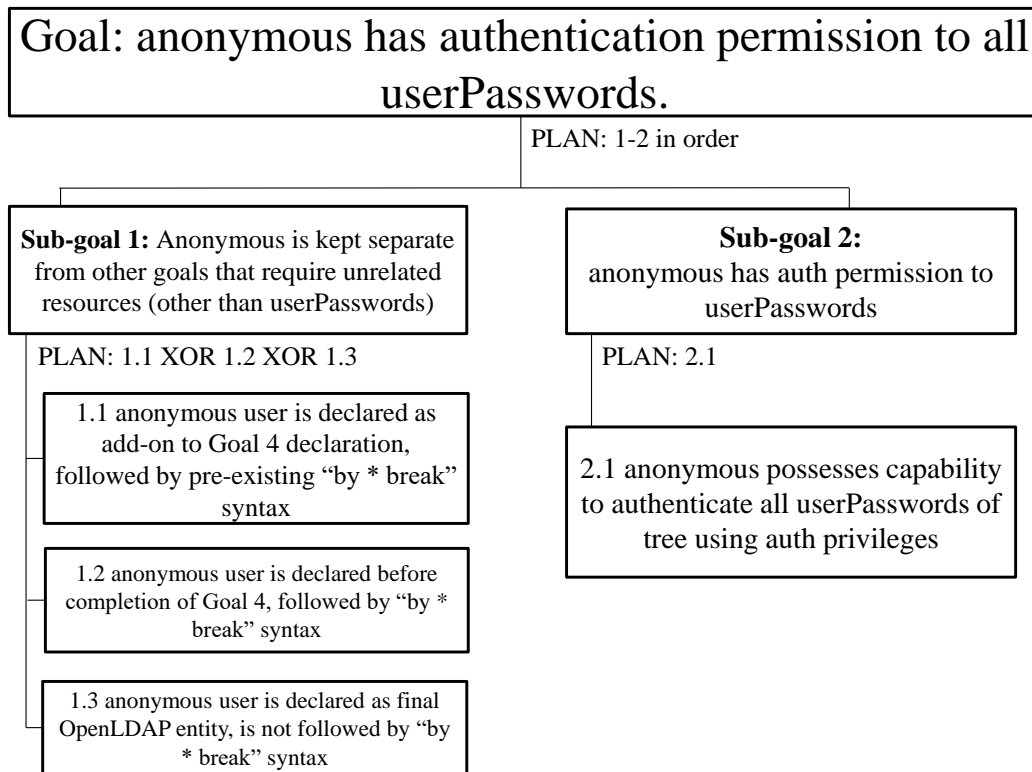 Goal: anonymous has authentication permission to all
userPasswords.
PLAN: 1-2 in order
Sub-goal 1: Anonymous is kept separate
from other goals that require unrelated
resources (other than userPasswords)
PLAN: 1.1 XOR 1.2 XOR 1.3
1.1 anonymous user is declared as
add-on to Goal 4 declaration,
followed by pre-existing “by * break”
syntax
1.2 anonymous user is declared before
completion of Goal 4, followed by “by *
break” syntax
1.3 anonymous user is declared as final
OpenLDAP entity, is not followed by “by
* break” syntax
Sub-goal 2:
anonymous has auth permission to
userPasswords
PLAN: 2.1
2.1 anonymous possesses capability
to authenticate all userPasswords of
tree using auth privileges